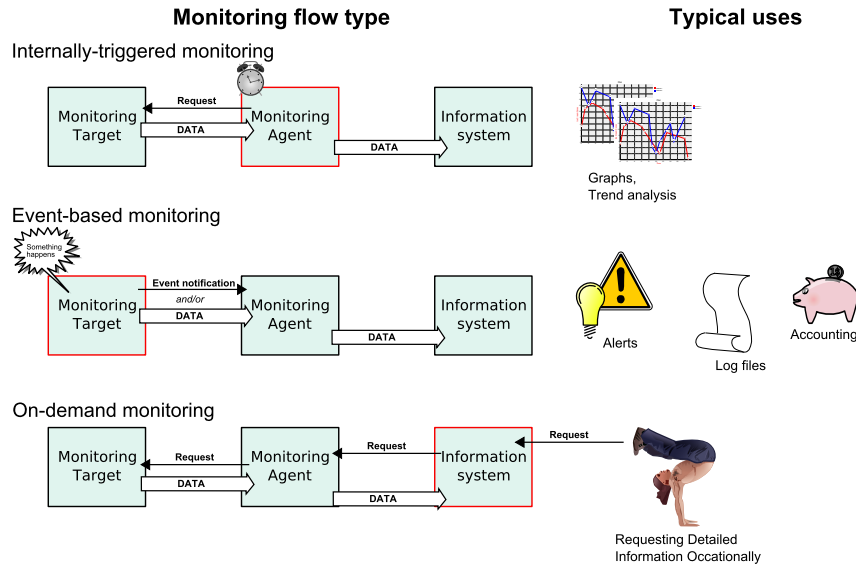 Monitoring flow type
Typical uses
Internally-triggered monitoring
Monitoring
Target
Request
DATA
Monitoring
Agent
DATA
Information
system
Graphs,
Trend analysis
Event-based monitoring
Something
happens
Monitoring
Target
Event notification
and/or
DATA
Monitoring
Agent
DATA
Information
system
Alerts
Log files
Accounting
On-demand monitoring
Monitoring
Target
Request
DATA
Monitoring
Agent
Request
DATA
Information
system
Request
Requesting Detailed
Information Occationally